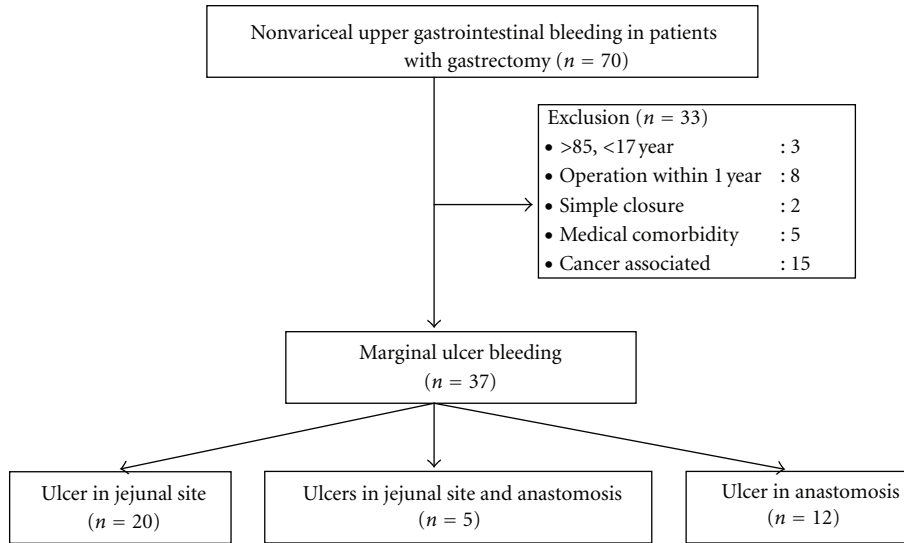 Nonvariceal upper gastrointestinal bleeding in patients
with gastrectomy (n = 70)
Exclusion (n = 33)
• >85, <17 year : 3
• Operation within 1 year : 8
• Simple closure : 2
• Medical comorbidity : 5
• Cancer associated : 15
Marginal ulcer bleeding
(n = 37)
Ulcer in jejunal site
(n = 20)
Ulcers in jejunal site and anastomosis
(n = 5)
Ulcer in anastomosis
(n = 12)